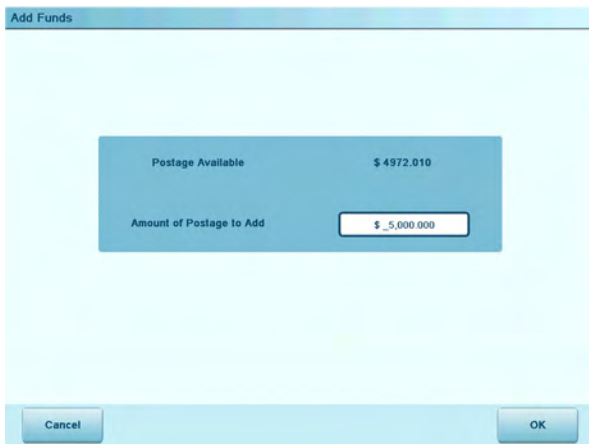 Add Funds
Postage Available $ 4972.010
Amount of Postage to Add $ _5,000.000
Cancel OK